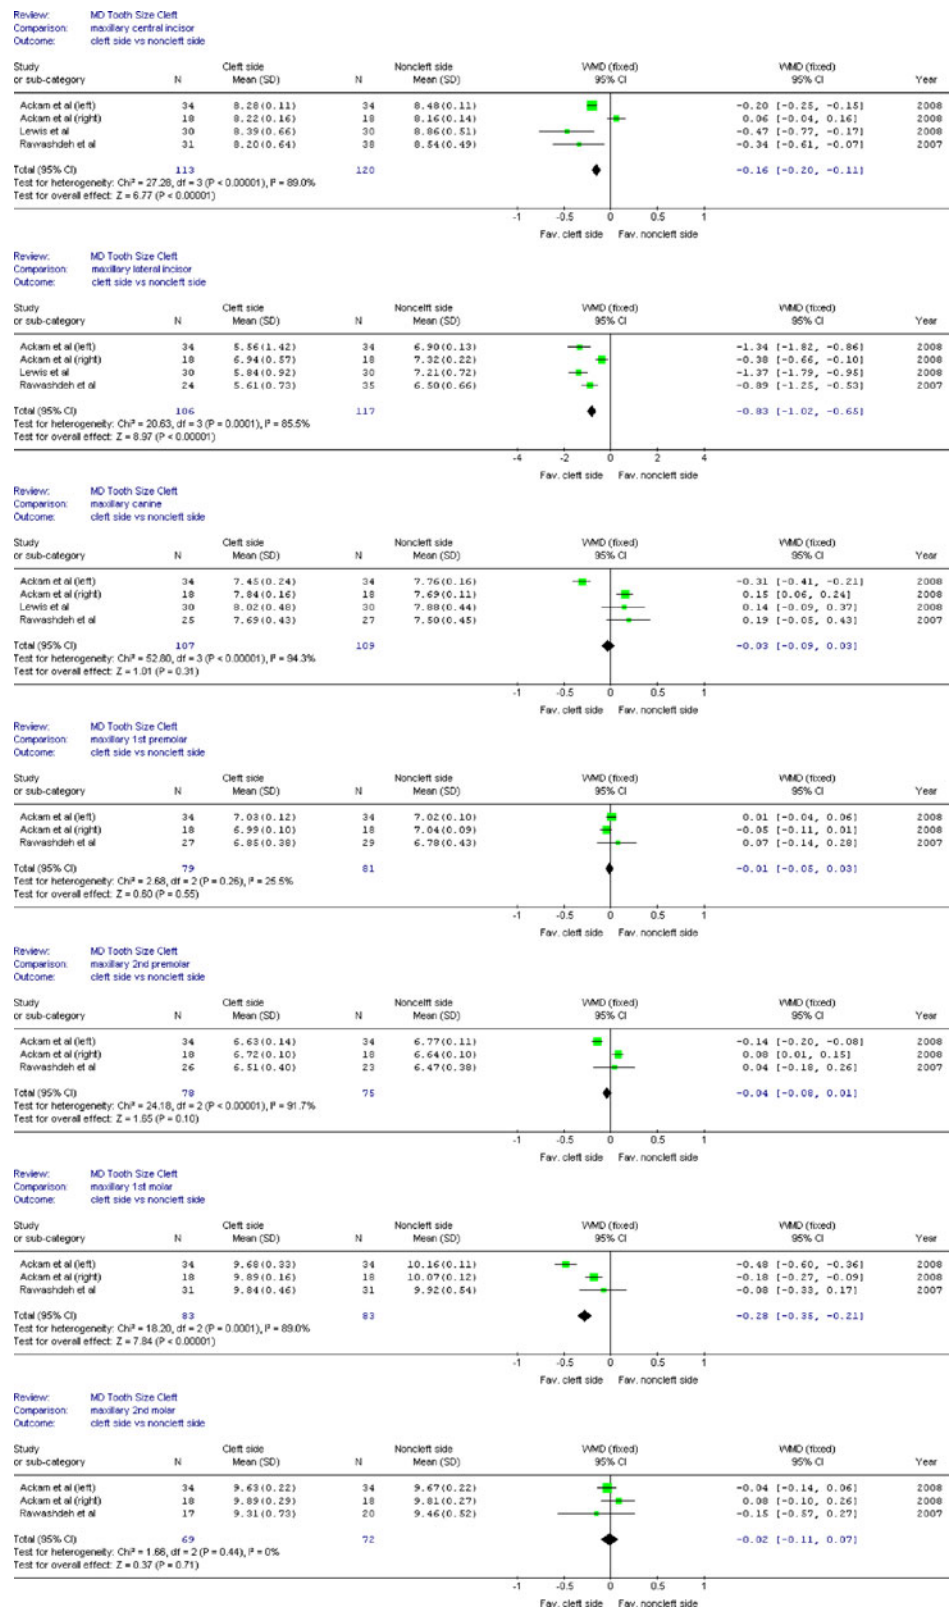 Review: MD Tooth Size Cleft
Comparison: maxillary central incisor
Outcome: cleft side vs noncleft side
Study Cleft side Noncleft side WMD (fixed) WMD (fixed)
or sub-category N Mean (SD) N Mean (SD) 95% CI 95% CI Year
Ackam et al (left) 34 8.28(0.11) 34 8.48(0.11) -0.20 [-0.25, -0.15] 2008
Ackam et al (right) 18 8.22(0.16) 18 8.16(0.14) 0.06 [-0.04, 0.16] 2008
Lewis et al 30 8.39(0.66) 30 8.86(0.51) -0.47 [-0.77, -0.17] 2008
Rawashdeh et al 31 8.20(0.64) 38 8.54(0.49) -0.34 [-0.61, -0.07] 2007
Total (95% CI) 113 120 -0.16 [-0.20, -0.11]
Test for heterogeneity: Chi² = 27.28, df = 3 (P < 0.00001), I² = 89.0%
Test for overall effect: Z = 6.77 (P < 0.00001)
-1 -0.5 0 0.5 1
Fav. cleft side Fav. noncleft side
Review: MD Tooth Size Cleft
Comparison: maxillary lateral incisor
Outcome: cleft side vs noncleft side
Study Cleft side Noncelft side WMD (fixed) WMD (fixed)
or sub-category N Mean (SD) N Mean (SD) 95% CI 95% CI Year
Ackam et al (left) 34 5.56(1.42) 34 6.90(0.13) -1.34 [-1.82, -0.86] 2008
Ackam et al (right) 18 6.94(0.57) 18 7.32(0.22) -0.38 [-0.66, -0.10] 2008
Lewis et al 30 5.84(0.92) 30 7.21(0.72) -1.37 [-1.79, -0.95] 2008
Rawashdeh et al 24 5.61(0.73) 35 6.50(0.66) -0.89 [-1.25, -0.53] 2007
Total (95% CI) 106 117 -0.83 [-1.02, -0.65]
Test for heterogeneity: Chi² = 20.63, df = 3 (P = 0.0001), I² = 85.5%
Test for overall effect: Z = 8.97 (P < 0.00001)
-4 -2 0 2 4
Fav. cleft side Fav. noncleft side
Review: MD Tooth Size Cleft
Comparison: maxillary canine
Outcome: cleft side vs noncleft side
Study Cleft side Noncleft side WMD (fixed) WMD (fixed)
or sub-category N Mean (SD) N Mean (SD) 95% CI 95% CI Year
Ackam et al (left) 34 7.45(0.24) 34 7.76(0.16) -0.31 [-0.41, -0.21] 2008
Ackam et al (right) 18 7.84(0.16) 18 7.69(0.11) 0.15 [0.06, 0.24] 2008
Lewis et al 30 8.02(0.48) 30 7.88(0.44) 0.14 [-0.09, 0.37] 2008
Rawashdeh et al 25 7.69(0.43) 27 7.50(0.45) 0.19 [-0.05, 0.43] 2007
Total (95% CI) 107 109 -0.03 [-0.09, 0.03]
Test for heterogeneity: Chi² = 52.80, df = 3 (P < 0.00001), I² = 94.3%
Test for overall effect: Z = 1.01 (P = 0.31)
-1 -0.5 0 0.5 1
Fav. cleft side Fav. noncleft side
Review: MD Tooth Size Cleft
Comparison: maxillary 1st premolar
Outcome: cleft side vs noncleft side
Study Cleft side Noncleft side WMD (fixed) WMD (fixed)
or sub-category N Mean (SD) N Mean (SD) 95% CI 95% CI Year
Ackam et al (left) 34 7.03(0.12) 34 7.02(0.10) 0.01 [-0.04, 0.06] 2008
Ackam et al (right) 18 6.99(0.10) 18 7.04(0.09) -0.05 [-0.11, 0.01] 2008
Rawashdeh et al 27 6.85(0.38) 29 6.78(0.43) 0.07 [-0.14, 0.28] 2007
Total (95% CI) 79 81 -0.01 [-0.05, 0.03]
Test for heterogeneity: Chi² = 2.68, df = 2 (P = 0.26), I² = 25.5%
Test for overall effect: Z = 0.60 (P = 0.55)
-1 -0.5 0 0.5 1
Fav. cleft side Fav. noncleft side
Review: MD Tooth Size Cleft
Comparison: maxillary 2nd premolar
Outcome: cleft side vs noncleft side
Study Cleft side Noncelft side WMD (fixed) WMD (fixed)
or sub-category N Mean (SD) N Mean (SD) 95% CI 95% CI Year
Ackam et al (left) 34 6.63(0.14) 34 6.77(0.11) -0.14 [-0.20, -0.08] 2008
Ackam et al (right) 18 6.72(0.10) 18 6.64(0.10) 0.08 [0.01, 0.15] 2008
Rawashdeh et al 26 6.51(0.40) 23 6.47(0.38) 0.04 [-0.18, 0.26] 2007
Total (95% CI) 78 75 -0.04 [-0.08, 0.01]
Test for heterogeneity: Chi² = 24.18, df = 2 (P < 0.00001), I² = 91.7%
Test for overall effect: Z = 1.65 (P = 0.10)
-1 -0.5 0 0.5 1
Fav. cleft side Fav. noncleft side
Review: MD Tooth Size Cleft
Comparison: maxillary 1st molar
Outcome: cleft side vs noncleft side
Study Cleft side Noncleft side WMD (fixed) WMD (fixed)
or sub-category N Mean (SD) N Mean (SD) 95% CI 95% CI Year
Ackam et al (left) 34 9.68(0.33) 34 10.16(0.11) -0.48 [-0.60, -0.36] 2008
Ackam et al (right) 18 9.89(0.16) 18 10.07(0.12) -0.18 [-0.27, -0.09] 2008
Rawashdeh et al 31 9.84(0.46) 31 9.92(0.54) -0.08 [-0.33, 0.17] 2007
Total (95% CI) 83 83 -0.28 [-0.35, -0.21]
Test for heterogeneity: Chi² = 18.20, df = 2 (P = 0.0001), I² = 89.0%
Test for overall effect: Z = 7.84 (P < 0.00001)
-1 -0.5 0 0.5 1
Fav. cleft side Fav. noncleft side
Review: MD Tooth Size Cleft
Comparison: maxillary 2nd molar
Outcome: cleft side vs noncleft side
Study Cleft side Noncleft side WMD (fixed) WMD (fixed)
or sub-category N Mean (SD) N Mean (SD) 95% CI 95% CI Year
Ackam et al (left) 34 9.63(0.22) 34 9.67(0.22) -0.04 [-0.14, 0.06] 2008
Ackam et al (right) 18 9.89(0.29) 18 9.81(0.27) 0.08 [-0.10, 0.26] 2008
Rawashdeh et al 17 9.31(0.73) 20 9.46(0.52) -0.15 [-0.57, 0.27] 2007
Total (95% CI) 69 72 -0.02 [-0.11, 0.07]
Test for heterogeneity: Chi² = 1.66, df = 2 (P = 0.44), I² = 0%
Test for overall effect: Z = 0.37 (P = 0.71)
-1 -0.5 0 0.5 1
Fav. cleft side Fav. noncleft side